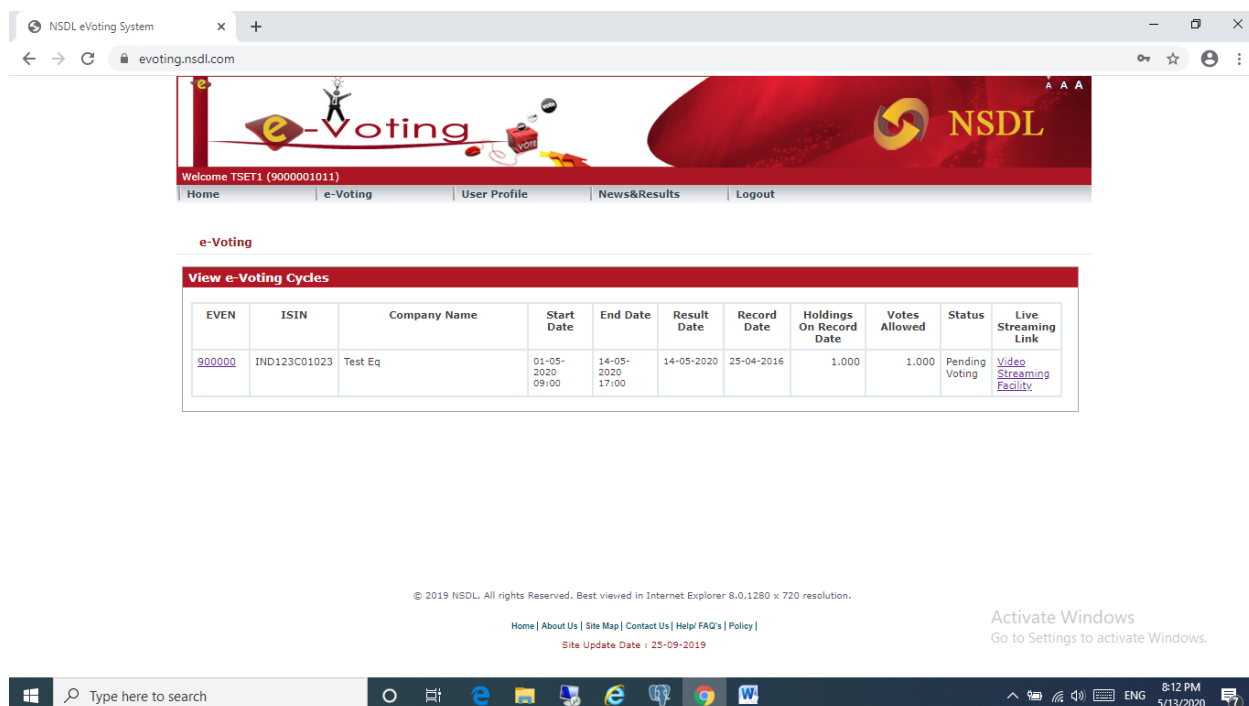 NSDL eVoting System
evoting.nsdl.com
A A A
e
e-Voting
VOTE
VOTE
NSDL
Welcome TSET1 (9000001011)
Home e-Voting User Profile News&Results Logout
e-Voting
View e-Voting Cycles
EVEN ISIN Company Name Start Date End Date Result Date Record Date Holdings On Record Date Votes Allowed Status Live Streaming Link
900000 IND123C01023 Test Eq 01-05-2020 09:00 14-05-2020 17:00 14-05-2020 25-04-2016 1.000 1.000 Pending Voting Video Streaming Facility
© 2019 NSDL. All rights Reserved. Best viewed in Internet Explorer 8.0,1280 x 720 resolution.
Home | About Us | Site Map | Contact Us | Help/ FAQ's | Policy |
Site Update Date : 25-09-2019
Activate Windows
Go to Settings to activate Windows.
Type here to search
ENG
8:12 PM
5/13/2020
7